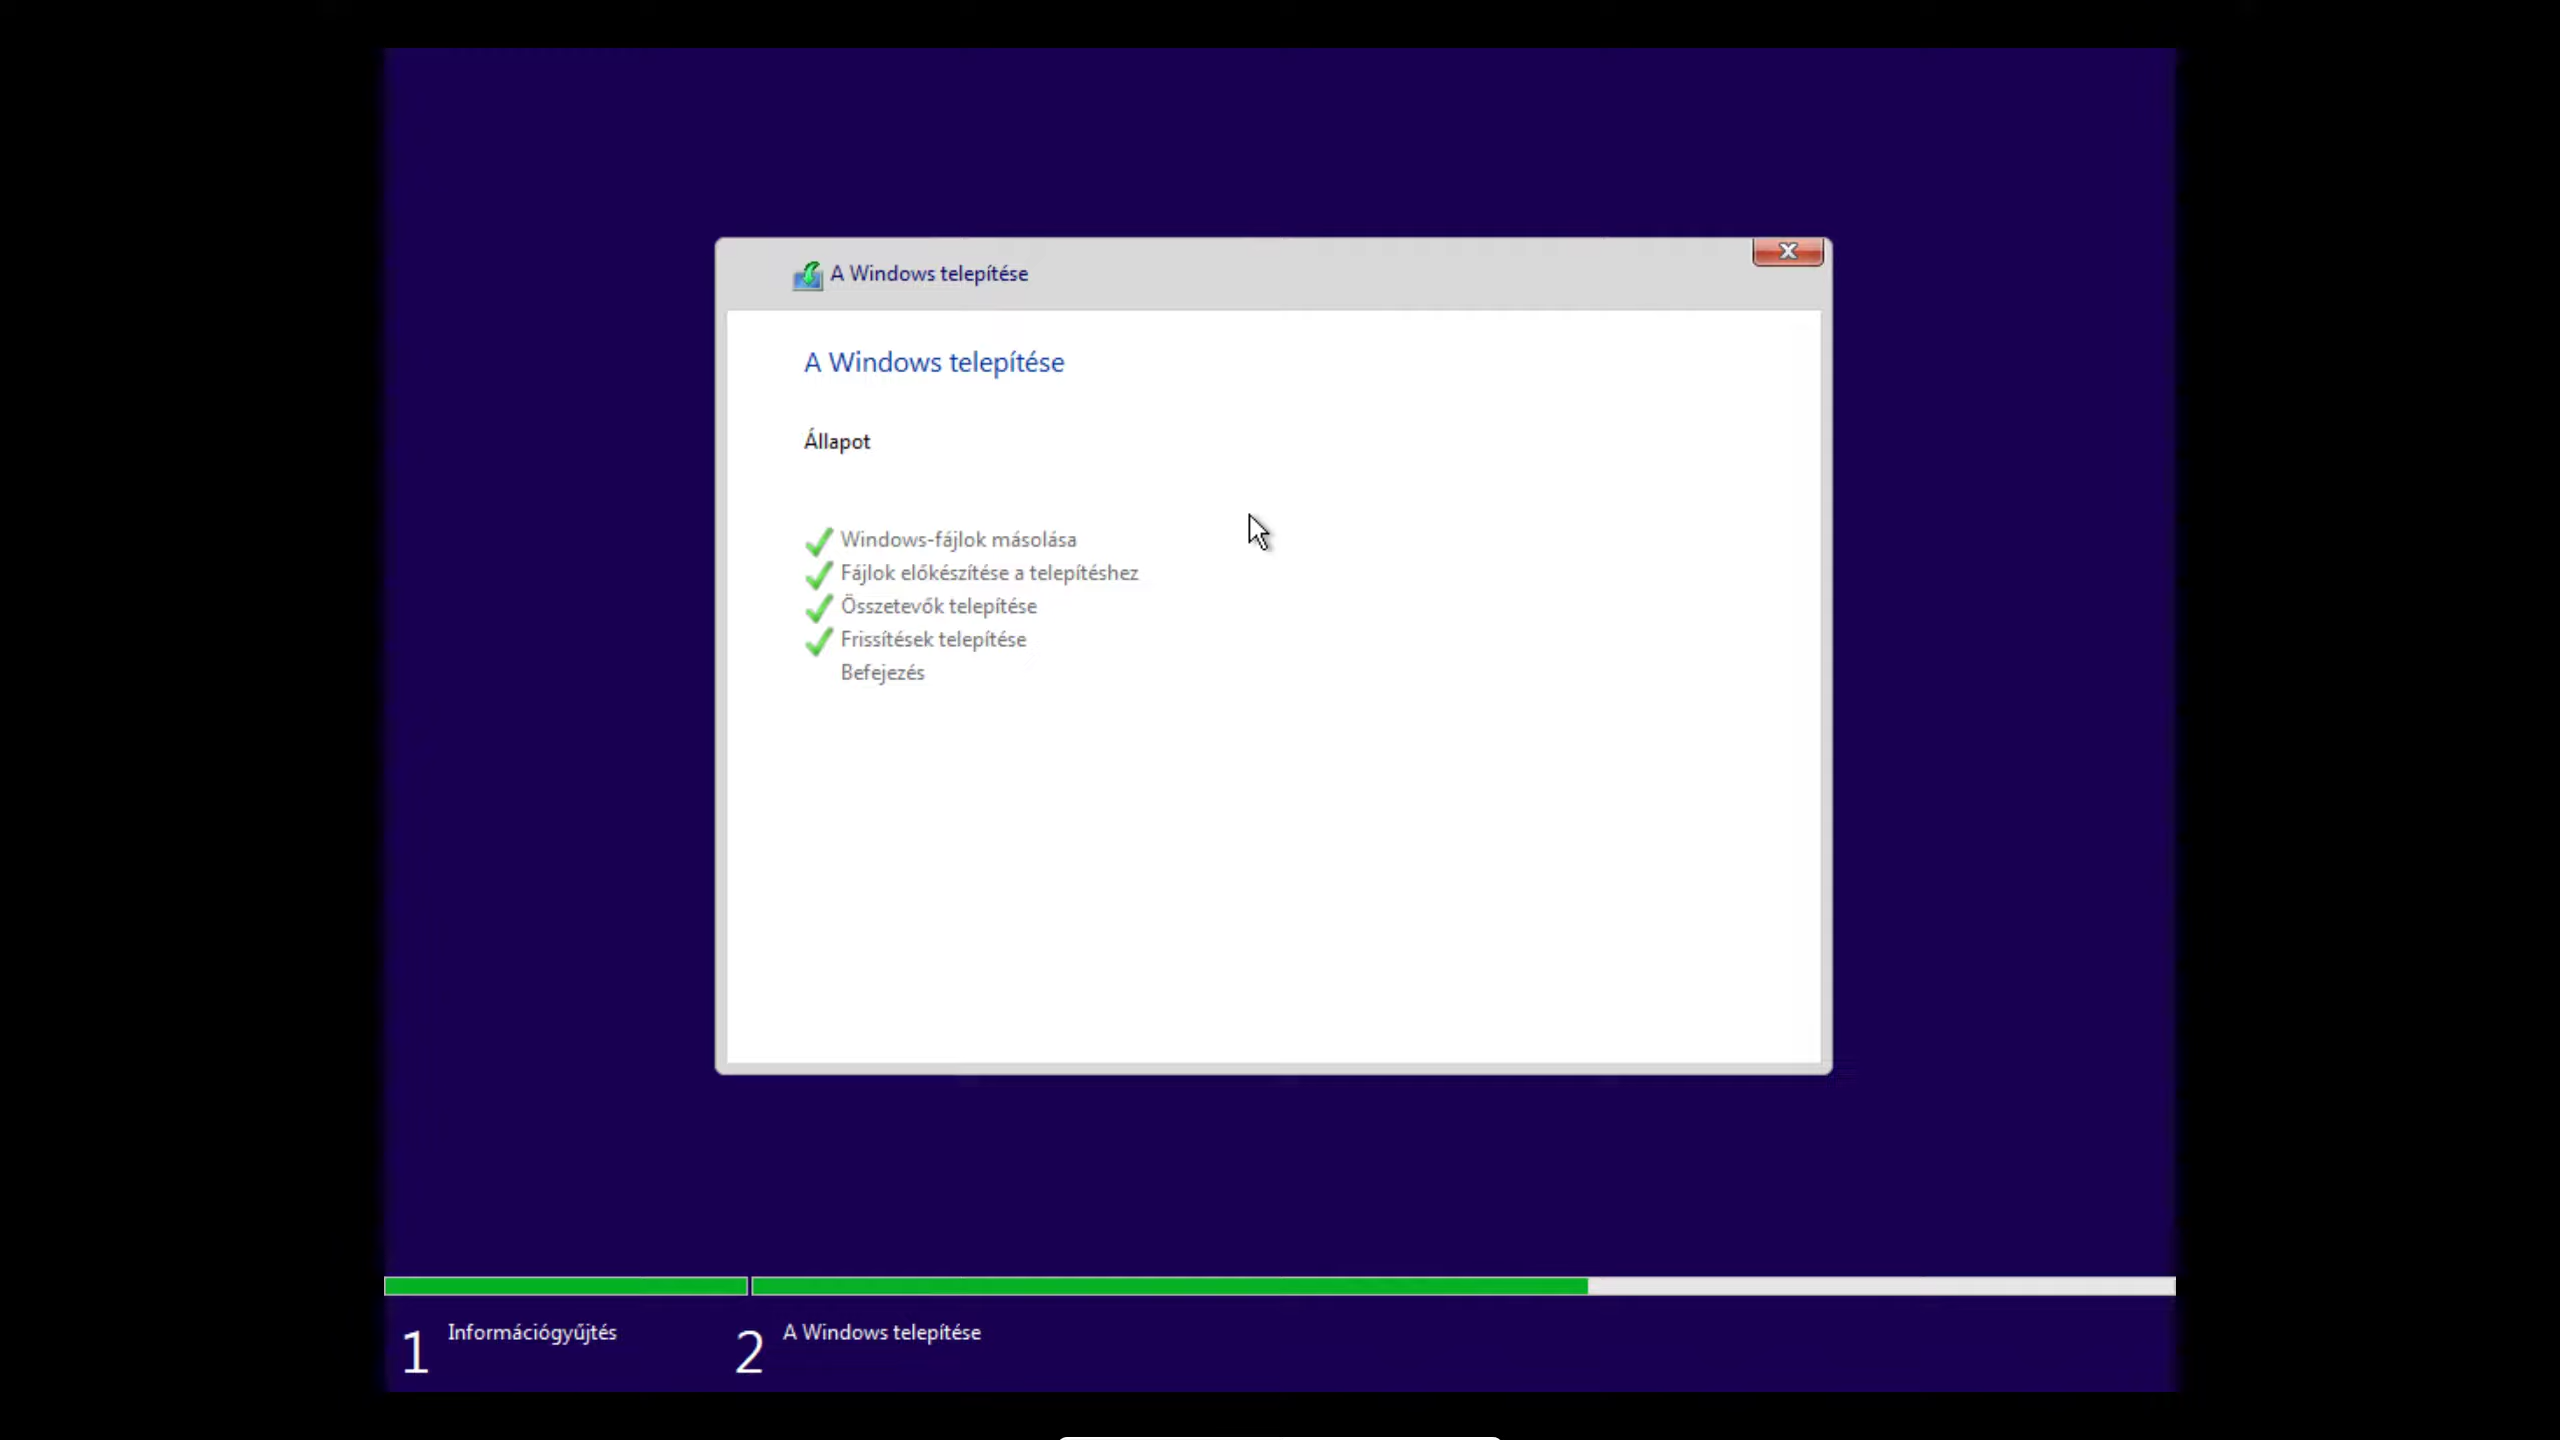 A Windows telepítése
A Windows telepítése
Állapot
Windows-fájlok másolása
Fájlok előkészítése a telepítéshez
Összetevők telepítése
Frissítések telepítése
Befejezés
1 Információgyűjtés
2 A Windows telepítése